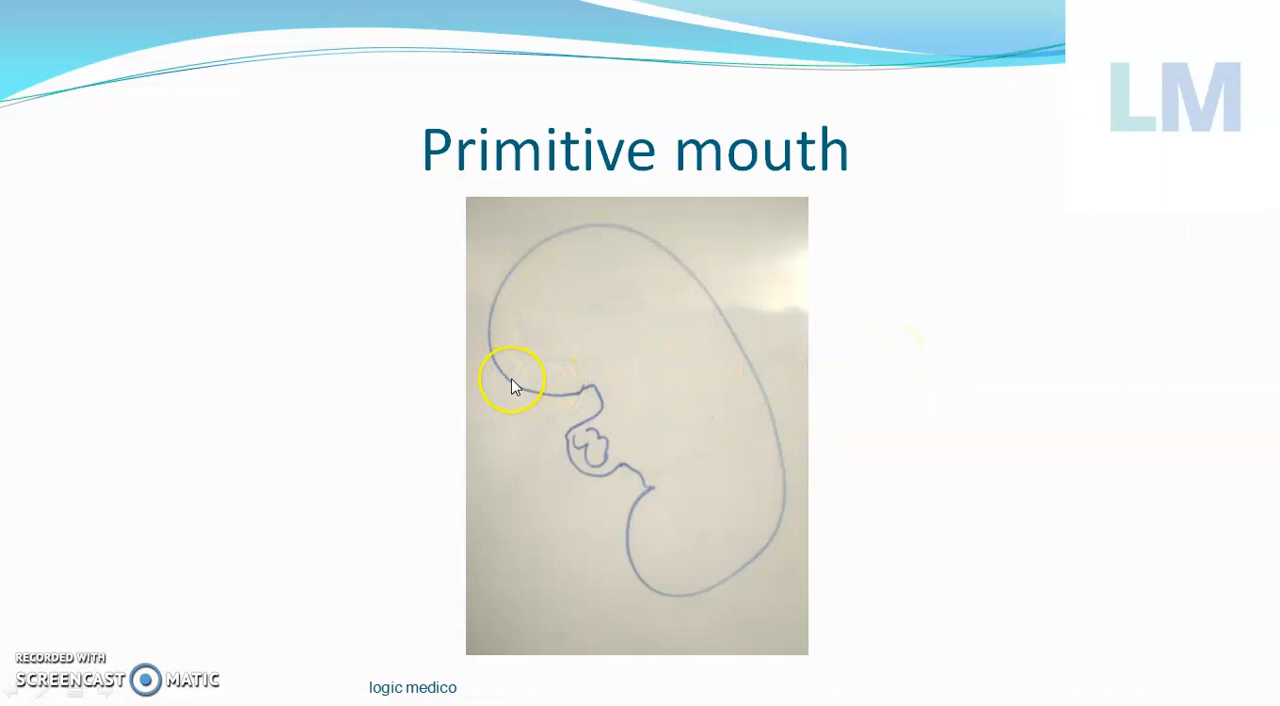 LM
Primitive mouth
RECORDED WITH
SCREENCAST MATIC
logic medico